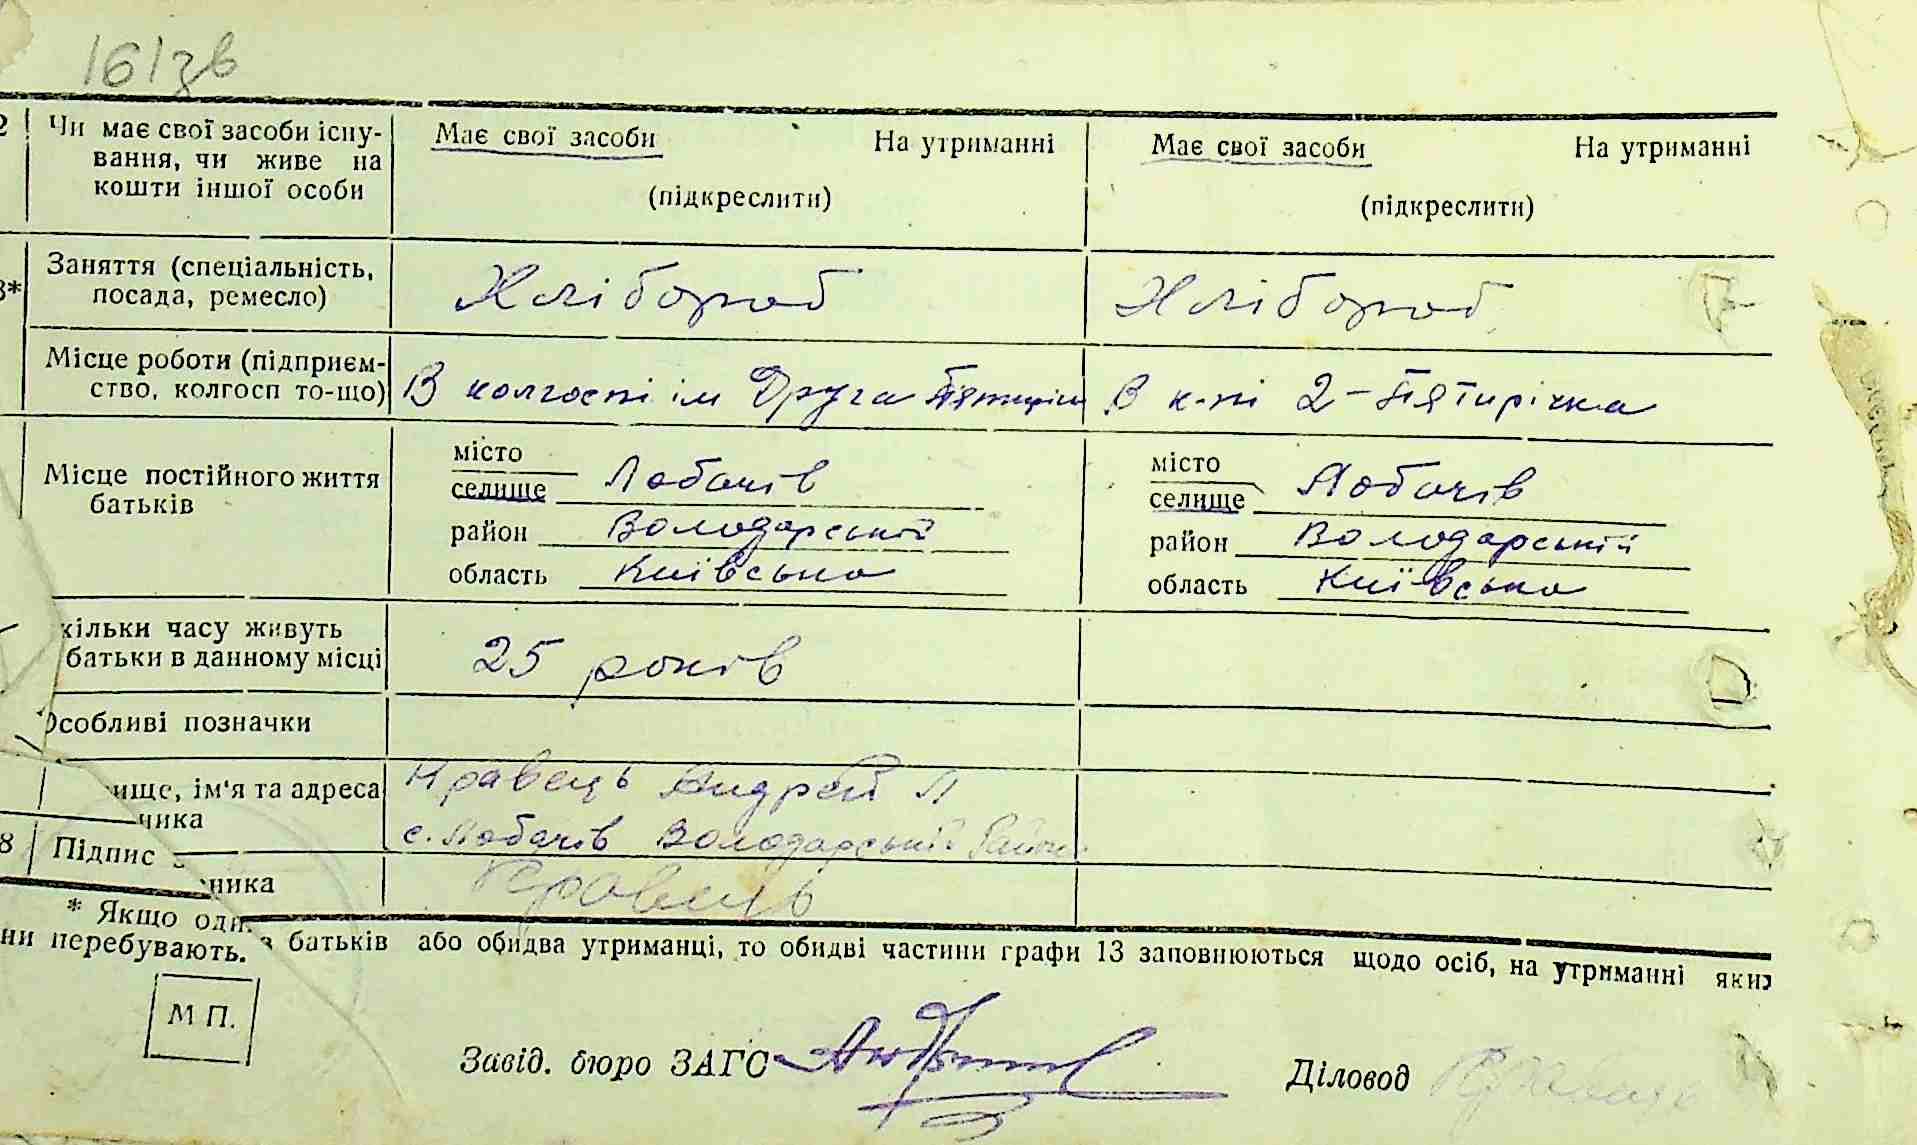 161зв
2 Чи має свої засоби існу-
вання, чи живе на
кошти іншої особи
Має свої засоби На утриманні
(підкреслити)
Має свої засоби На утриманні
(підкреслити)
3* Заняття (спеціальність,
посада, ремесло)
Хлібороб
Хлібороб
Місце роботи (підприєм-
ство, колгосп то-що)
В колгоспі ім Друга
В к-пі 2-Пятирічка
Місце постійного життя
батьків
місто
селище Лобачів
район Володарський
область Київська
місто
селище Лобачів
район Володарський
область Київська
кільки часу живуть
батьки в данному місці
25 років
Особливі позначки
ище, ім'я та адреса
чика
Кравець Андрей Л
с. Лобачів Володарський Район
8 Підпис з
ника
Кравець
* Якщо один
з батьків або обидва утриманці, то обидві частини графи 13 заповнюються щодо осіб, на утриманні яких
ни перебувають.
М П.
Завід. бюро ЗАГС
Діловод